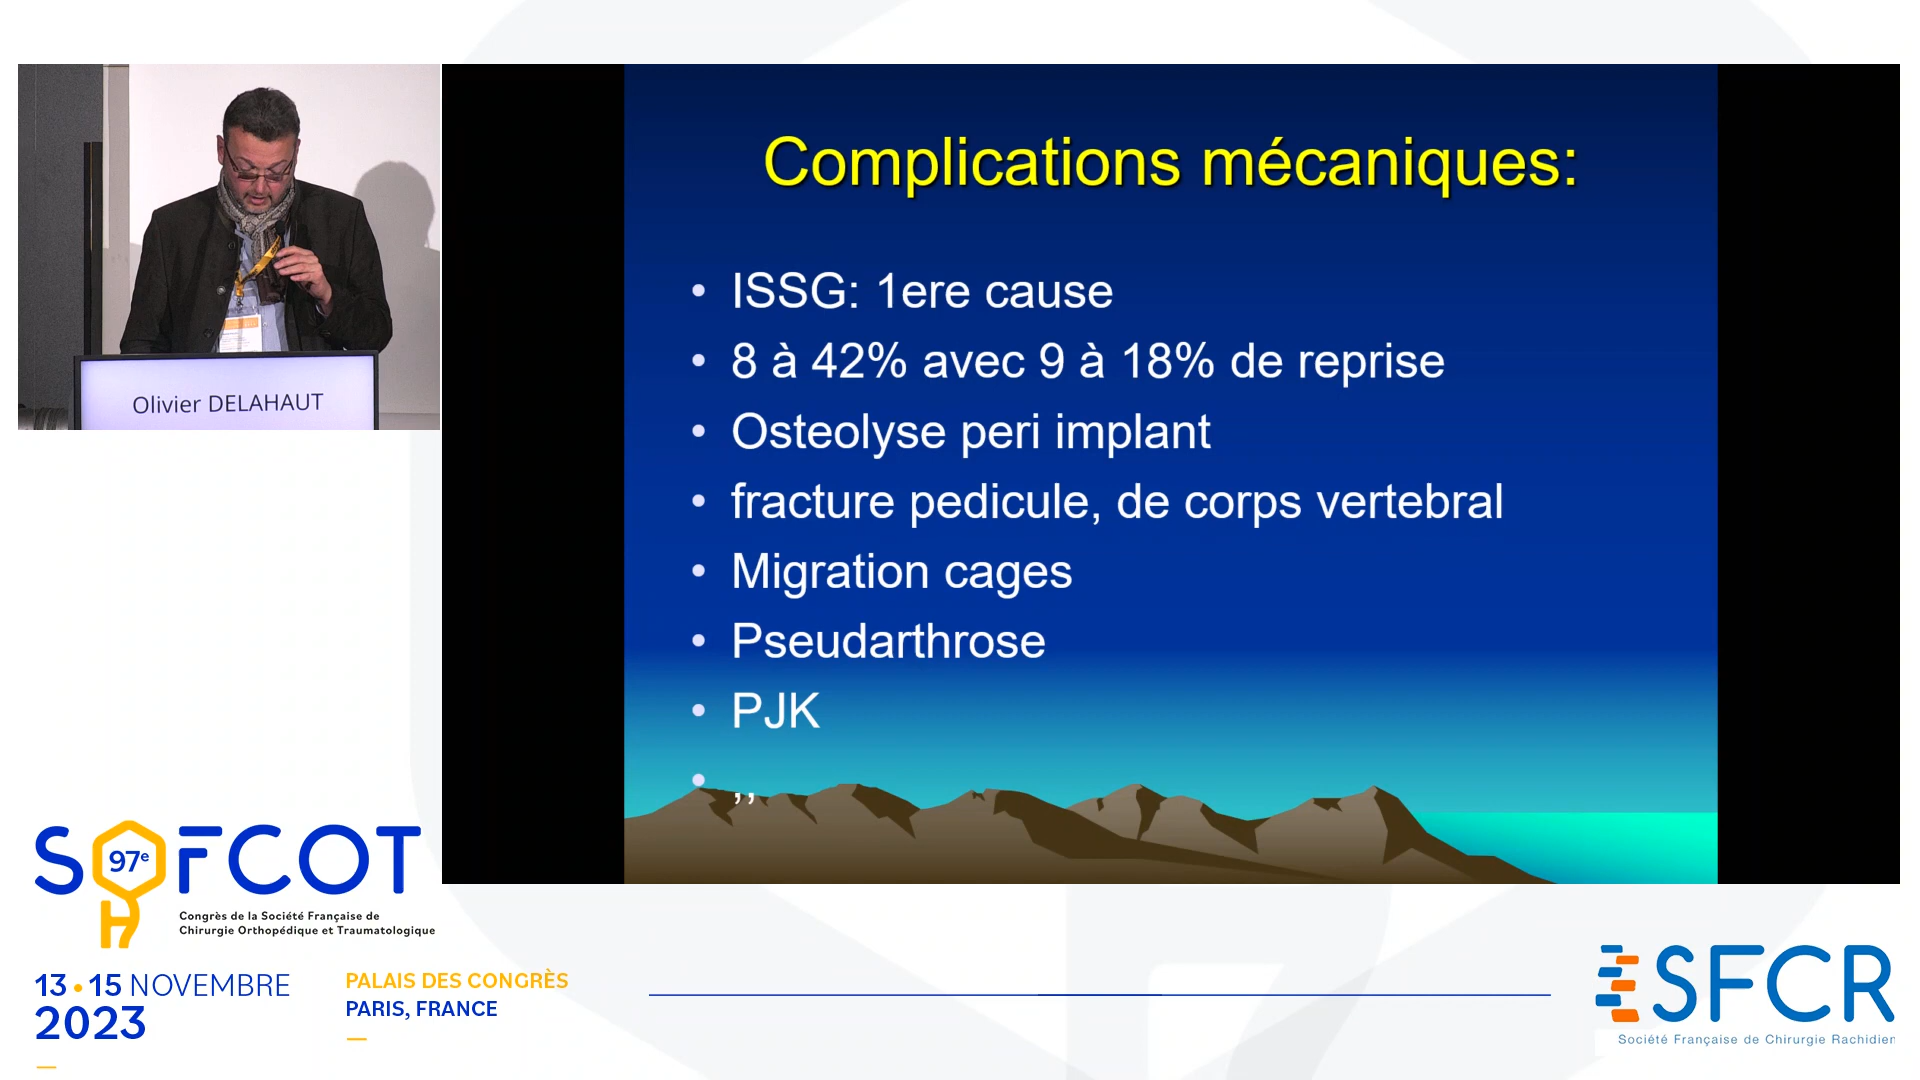 Complications mécaniques:
• ISSG: 1ere cause
• 8 à 42% avec 9 à 18% de reprise
• Osteolyse peri implant
• fracture pedicule, de corps vertebral
• Migration cages
• Pseudarthrose
• PJK
• ,,
Olivier DELAHAUT
SOFCOT
97e
Congrès de la Société Française de
Chirurgie Orthopédique et Traumatologique
13 • 15 NOVEMBRE
2023
PALAIS DES CONGRÈS
PARIS, FRANCE
SFCR
Société Française de Chirurgie Rachidien